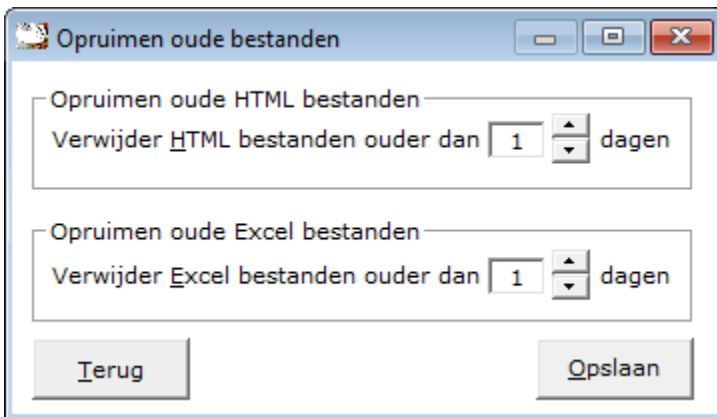 Opruimen oude bestanden
Opruimen oude HTML bestanden
Verwijder HTML bestanden ouder dan 1 dagen
Opruimen oude Excel bestanden
Verwijder Excel bestanden ouder dan 1 dagen
Terug Opslaan